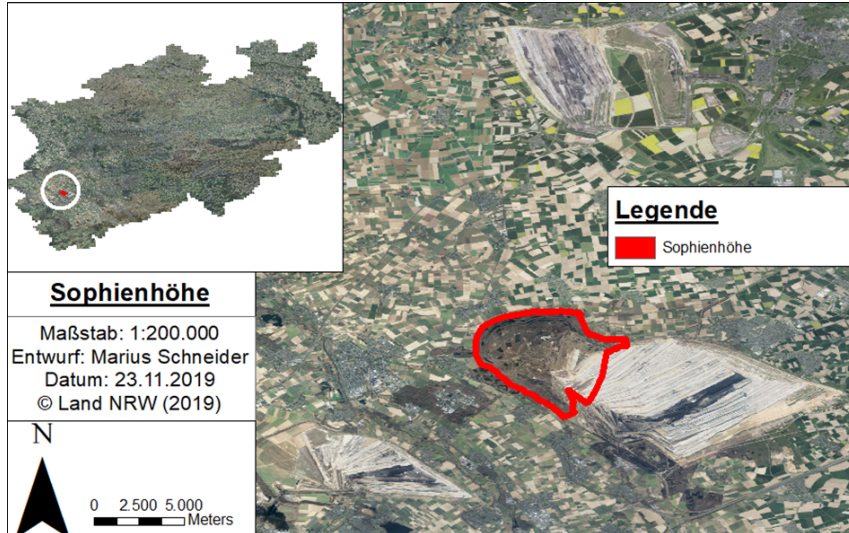 Legende
Sophienhöhe
Sophienhöhe
Maßstab: 1:200.000
Entwurf: Marius Schneider
Datum: 23.11.2019
© Land NRW (2019)
N
0 2.500 5.000
Meters